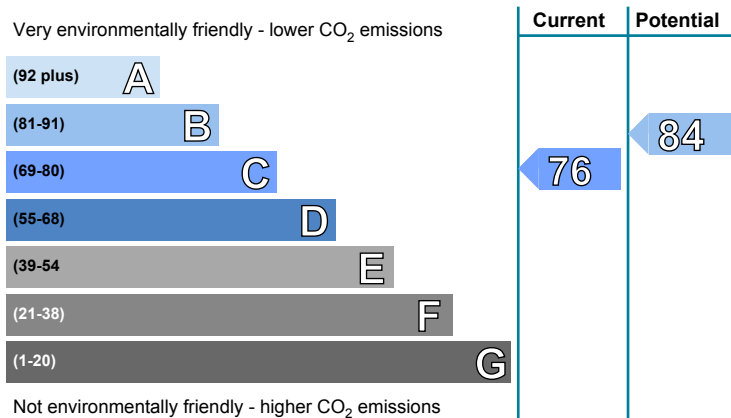 Very environmentally friendly - lower CO2 emissions
Current
Potential
(92 plus) A
(81-91) B
(69-80) C
(55-68) D
(39-54 E
(21-38) F
(1-20) G
76
84
Not environmentally friendly - higher CO2 emissions